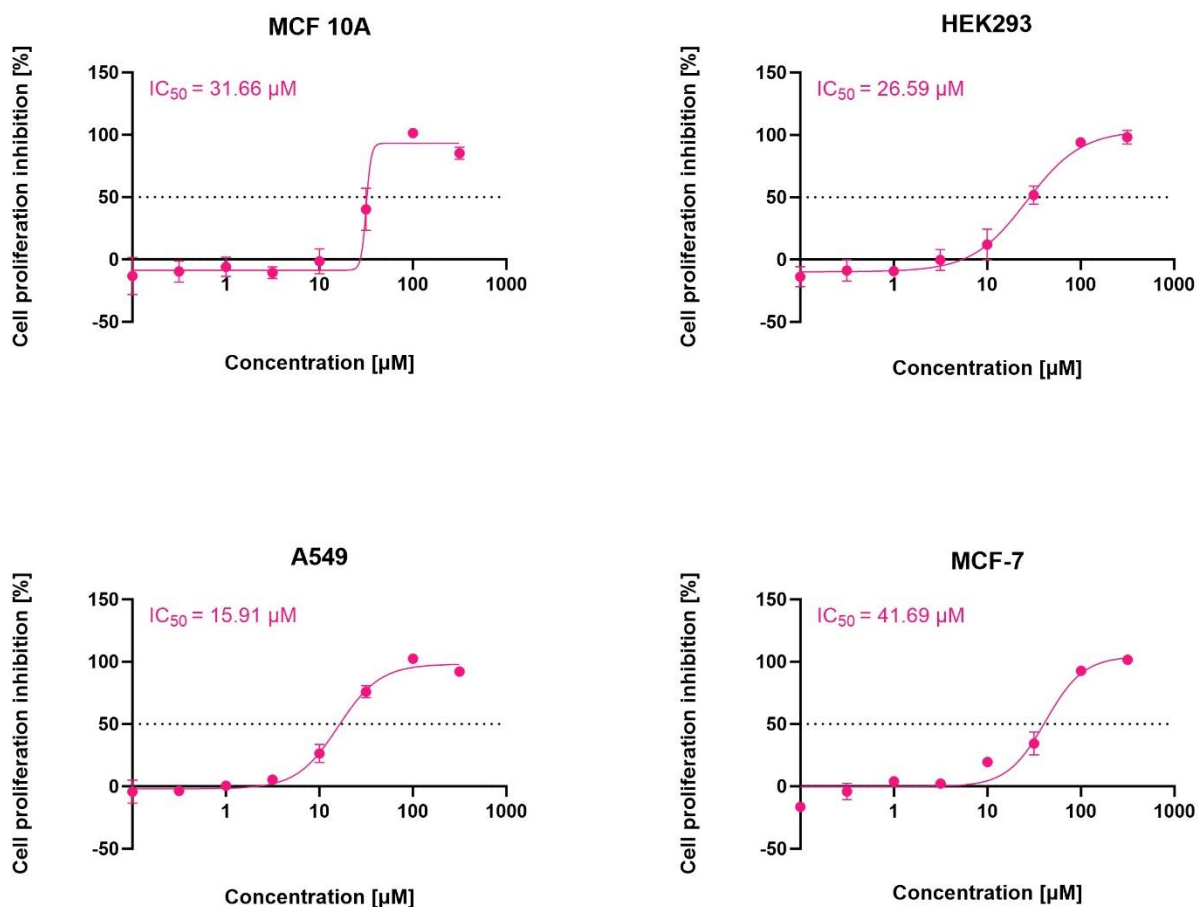 MCF 10A
Cell proliferation inhibition [%]
IC50 = 31.66 µM
150
100
50
0
-50
1
10
100
1000
Concentration [µM]
HEK293
Cell proliferation inhibition [%]
IC50 = 26.59 µM
150
100
50
0
-50
1
10
100
1000
Concentration [µM]
A549
Cell proliferation inhibition [%]
IC50 = 15.91 µM
150
100
50
0
-50
1
10
100
1000
Concentration [µM]
MCF-7
Cell proliferation inhibition [%]
IC50 = 41.69 µM
150
100
50
0
-50
1
10
100
1000
Concentration [µM]